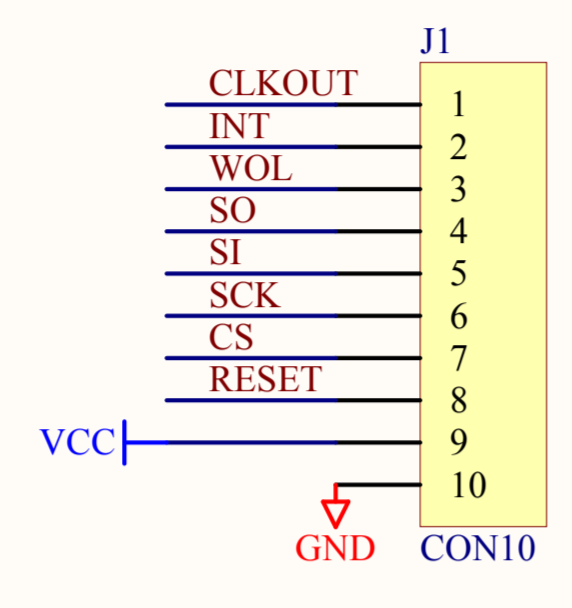 J1
CLKOUT 1
INT 2
WOL 3
SO 4
SI 5
SCK 6
CS 7
RESET 8
VCC 9
10
GND CON10